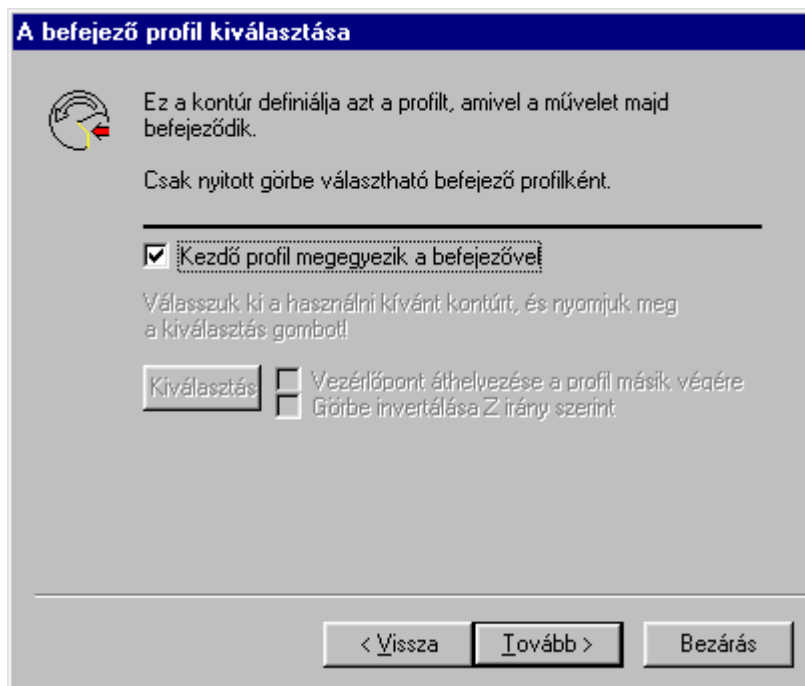 A befejező profil kiválasztása
Ez a kontúr definiálja azt a profilt, amivel a művelet majd
befejeződik.
Csak nyitott görbe választható befejező profilként.
Kezdő profil megegyezik a befejezővel
Válasszuk ki a használni kívánt kontúrt, és nyomjuk meg
a kiválasztás gombot!
Kiválasztás
Vezérlőpont áthelyezése a profil másik végére
Görbe invertálása Z irány szerint
< Vissza
Tovább >
Bezárás